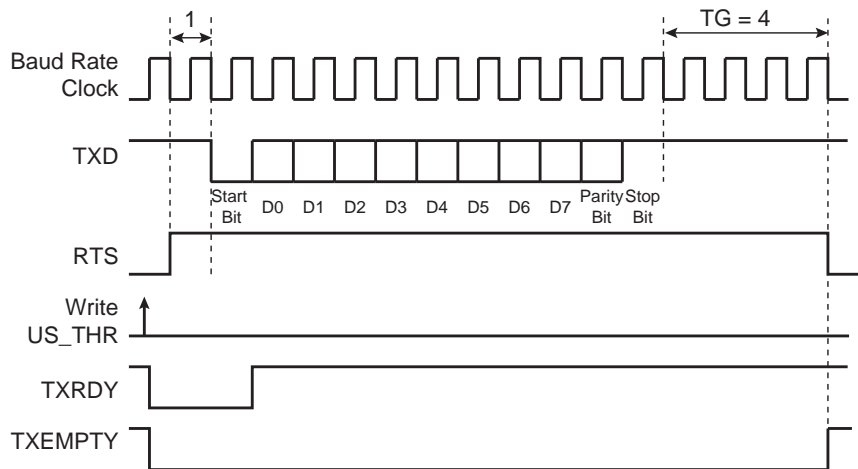 1
TG = 4
Baud Rate
Clock
TXD
Start
Bit
D0
D1
D2
D3
D4
D5
D6
D7
Parity
Bit
Stop
Bit
RTS
Write
US_THR
TXRDY
TXEMPTY